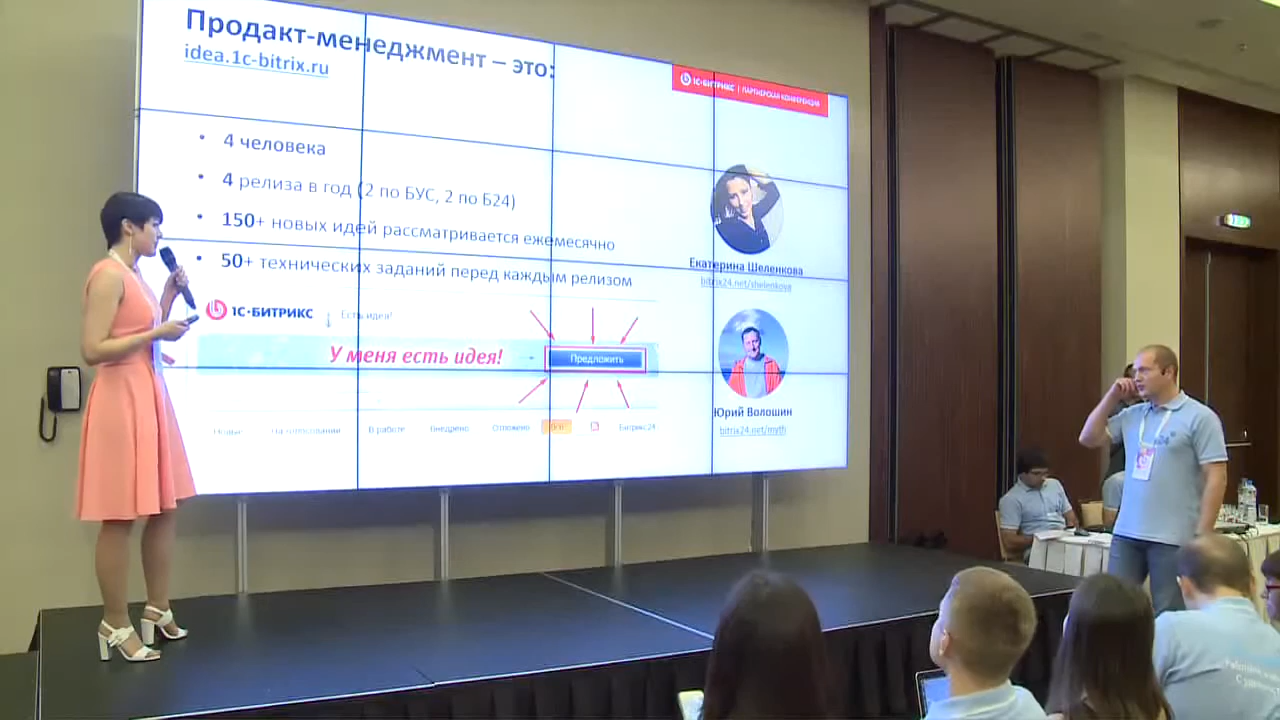 Продакт-менеджмент – это:
idea.1c-bitrix.ru
1С·БИТРИКС | ПАРТНЕРСКАЯ КОНФЕРЕНЦИЯ
• 4 человека
• 4 релиза в год (2 по БУС, 2 по Б24)
• 150+ новых идей рассматривается ежемесячно
• 50+ технических заданий перед каждым релизом
Екатерина Шеленкова
bitrix24.net/shelenkova
1С·БИТРИКС
Есть идея!
У меня есть идея!
Предложить
Юрий Волошин
bitrix24.net/myth
Новые На голосовании В работе Внедрено Отложено Все Битрикс24